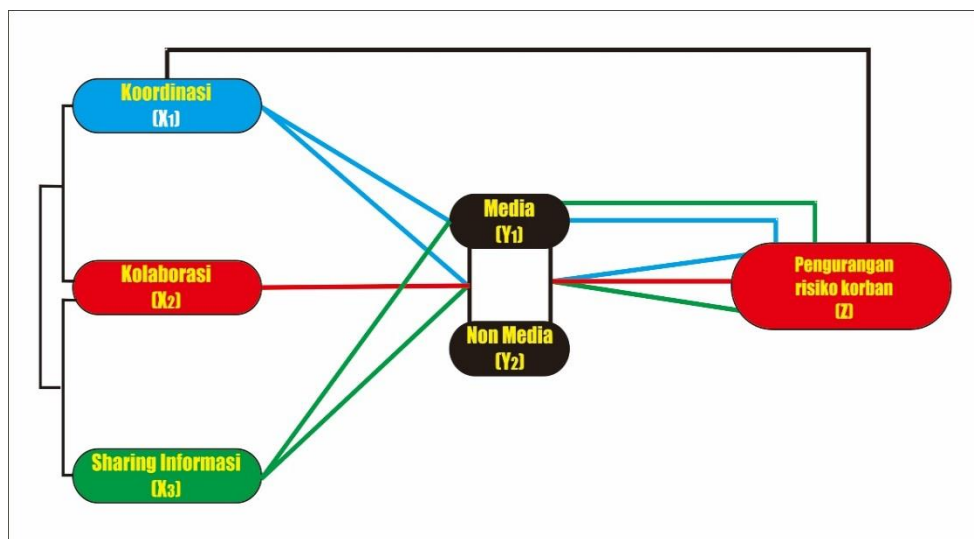 Koordinasi
(X₁)
Media
(Y₁)
Kolaborasi
(X₂)
Pengurangan
risiko korban
(Z)
Non Media
(Y₂)
Sharing Informasi
(X₃)